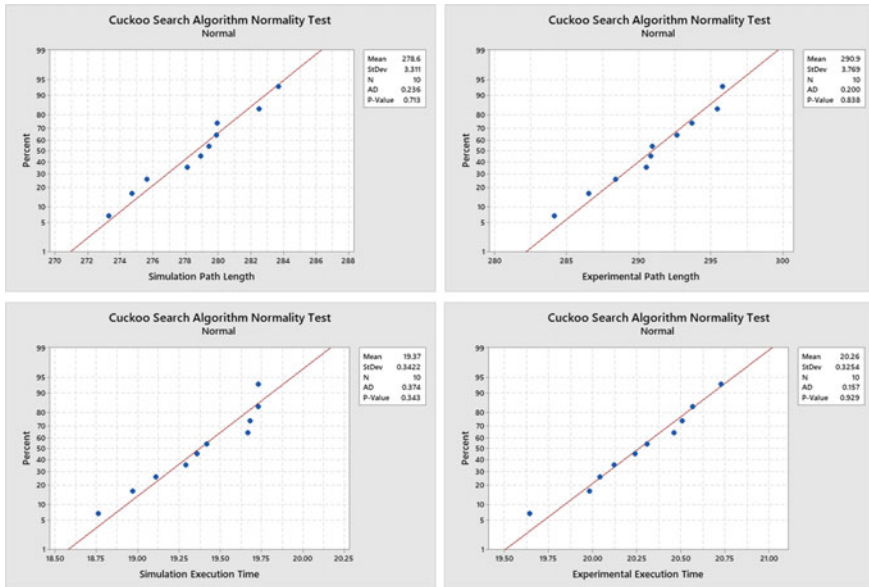 Cuckoo Search Algorithm Normality Test
Normal
99
95
90
80
70
60
50
40
30
20
10
5
1
Percent
270 272 274 276 278 280 282 284 286 288
Simulation Path Length
Mean 278.6
StDev 3.311
N 10
AD 0.236
P-Value 0.713
Cuckoo Search Algorithm Normality Test
Normal
99
95
90
80
70
60
50
40
30
20
10
5
1
Percent
280 285 290 295 300
Experimental Path Length
Mean 290.9
StDev 3.769
N 10
AD 0.200
P-Value 0.838
Cuckoo Search Algorithm Normality Test
Normal
99
95
90
80
70
60
50
40
30
20
10
5
1
Percent
18.50 18.75 19.00 19.25 19.50 19.75 20.00 20.25
Simulation Execution Time
Mean 19.37
StDev 0.3422
N 10
AD 0.374
P-Value 0.343
Cuckoo Search Algorithm Normality Test
Normal
99
95
90
80
70
60
50
40
30
20
10
5
1
Percent
19.50 19.75 20.00 20.25 20.50 20.75 21.00
Experimental Execution Time
Mean 20.26
StDev 0.3254
N 10
AD 0.157
P-Value 0.929